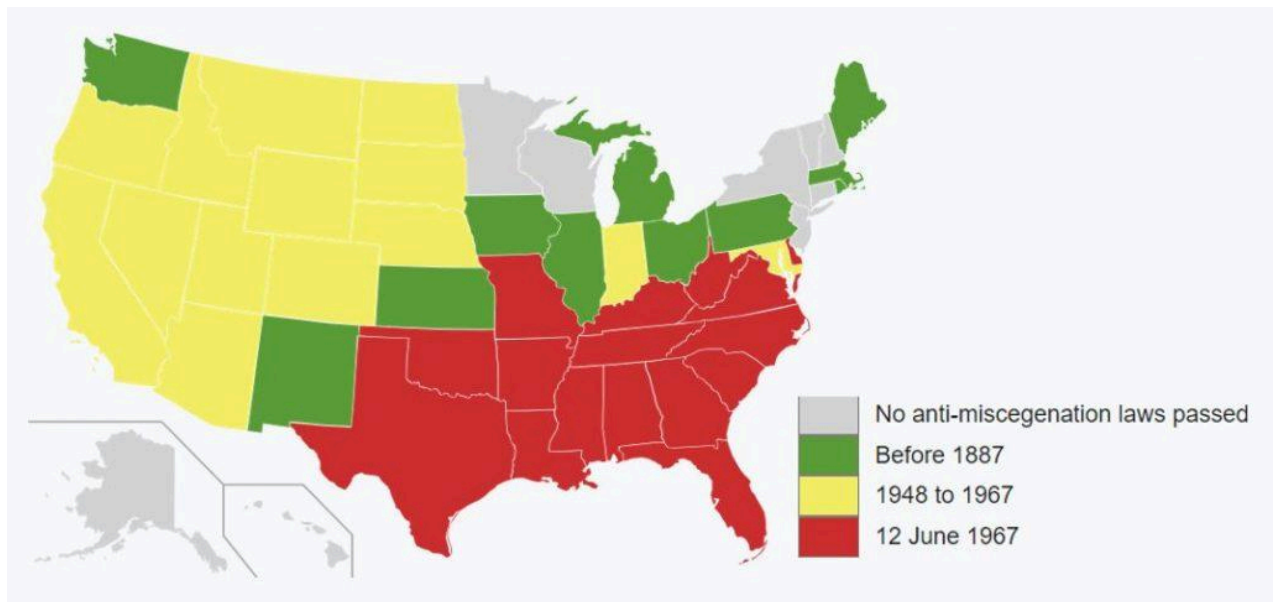 No anti-miscegenation laws passed
Before 1887
1948 to 1967
12 June 1967